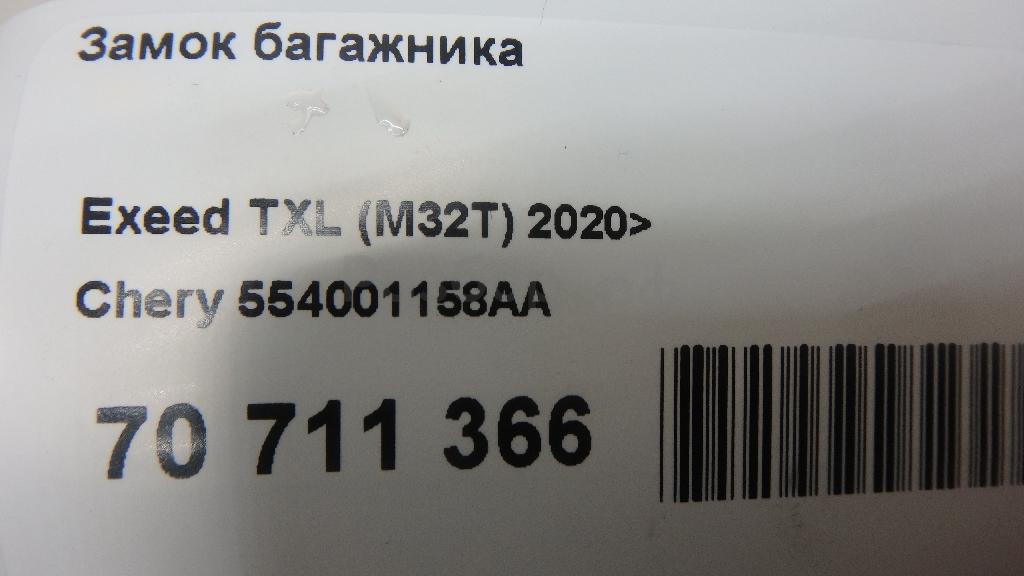 Замок багажника
Exeed TXL (M32T) 2020>
Chery 554001158AA
70 711 366